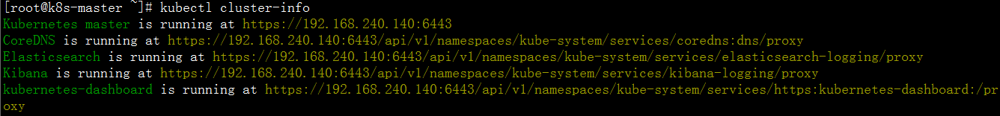 [root@k8s-master ~]# kubectl cluster-info
Kubernetes master is running at https://192.168.240.140:6443
CoreDNS is running at https://192.168.240.140:6443/api/v1/namespaces/kube-system/services/coredns:dns/proxy
Elasticsearch is running at https://192.168.240.140:6443/api/v1/namespaces/kube-system/services/elasticsearch-logging/proxy
Kibana is running at https://192.168.240.140:6443/api/v1/namespaces/kube-system/services/kibana-logging/proxy
kubernetes-dashboard is running at https://192.168.240.140:6443/api/v1/namespaces/kube-system/services/https:kubernetes-dashboard:/pr
oxy